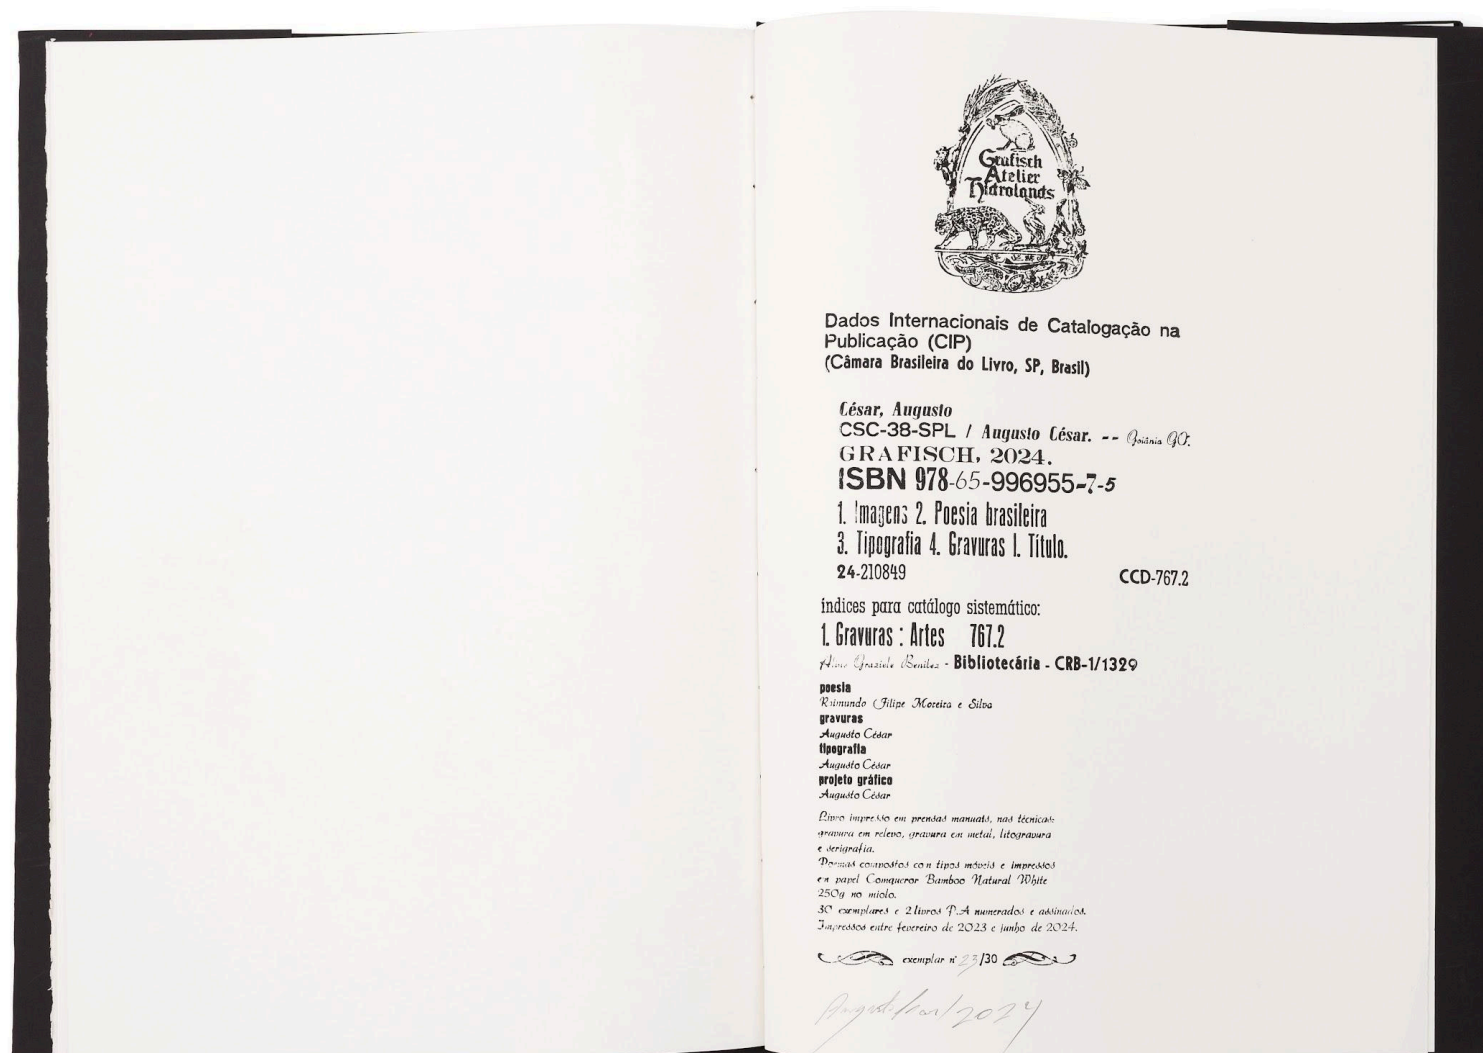 Grafisch
Atelier
Hidrolands
Dados Internacionais de Catalogação na
Publicação (CIP)
(Câmara Brasileira do Livro, SP, Brasil)
César, Augusto
CSC-38-SPL / Augusto César. -- Goiânia GO.
GRAFISCH, 2024.
ISBN 978-65-996955-7-5
1. Imagens 2. Poesia brasileira
3. Tipografia 4. Gravuras I. Título.
24-210849
CCD-767.2
índices para catálogo sistemático:
1. Gravuras : Artes 767.2
Aline Graziele Benitez - Bibliotecária - CRB-1/1329
poesia
Raimundo Filipe Moreira e Silva
gravuras
Augusto César
tipografia
Augusto César
projeto gráfico
Augusto César
Livro impresso em prensas manuais, nas técnicas:
gravura em relevo, gravura em metal, litogravura
e serigrafia.
Poemas compostos com tipos móveis e impressos
em papel Comqueror Bamboo Natural White
250g no miolo.
30 exemplares e 2 livros P.A numerados e assinados.
Impressos entre fevereiro de 2023 e junho de 2024.
exemplar nº 23/30
Augusto César/2024